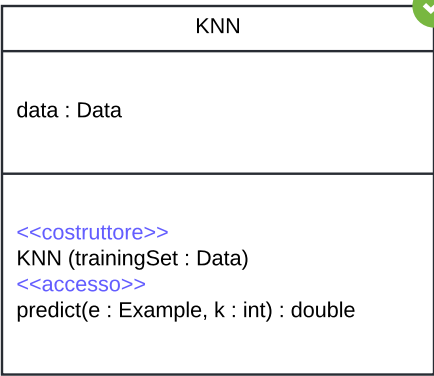 KNN
data : Data
<<costruttore>>
KNN (trainingSet : Data)
<<accesso>>
predict(e : Example, k : int) : double